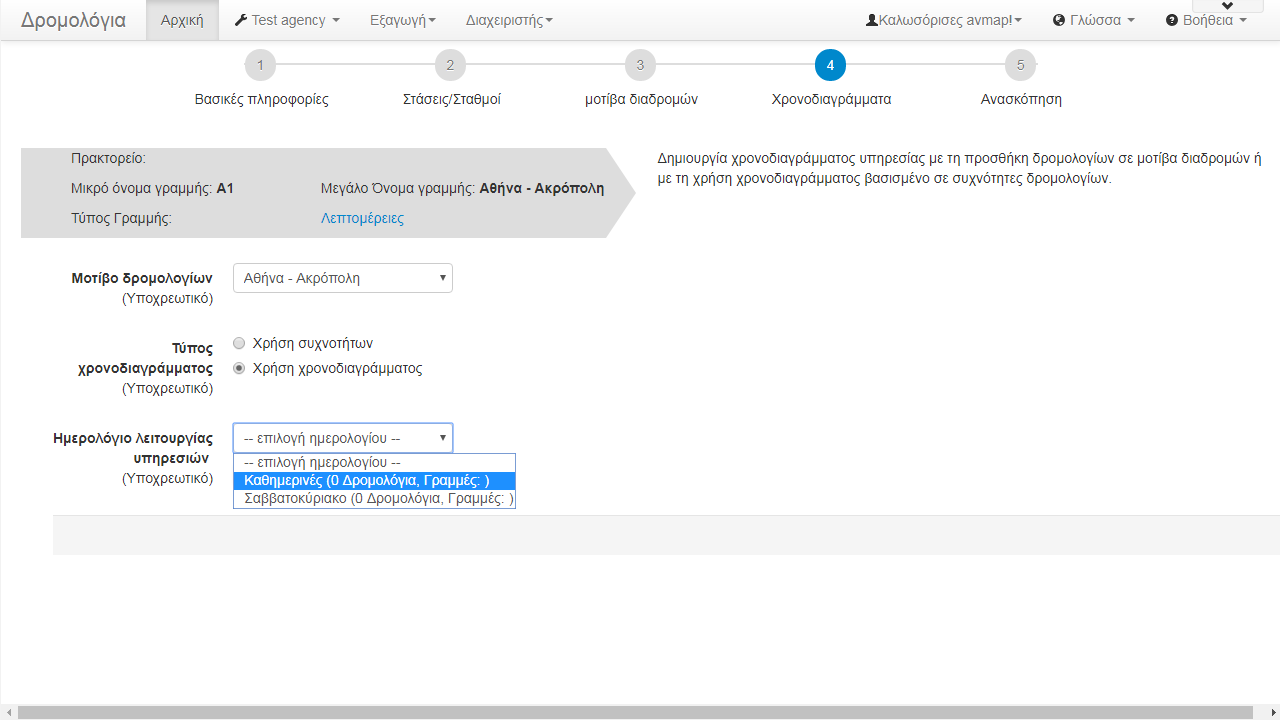 Δρομολόγια Αρχική Test agency Εξαγωγή Διαχειριστής Καλωσόρισες avmap! Γλώσσα Βοήθεια
1 2 3 4 5
Βασικές πληροφορίες Στάσεις/Σταθμοί μοτίβα διαδρομών Χρονοδιαγράμματα Ανασκόπηση
Πρακτορείο:
Μικρό όνομα γραμμής: A1 Μεγάλο Όνομα γραμμής: Αθήνα - Ακρόπολη
Τύπος Γραμμής: Λεπτομέρειες
Δημιουργία χρονοδιαγράμματος υπηρεσίας με τη προσθήκη δρομολογίων σε μοτίβα διαδρομών ή
με τη χρήση χρονοδιαγράμματος βασισμένο σε συχνότητες δρομολογίων.
Μοτίβο δρομολογίων
(Υποχρεωτικό)
Αθήνα - Ακρόπολη
Τύπος
χρονοδιαγράμματος
(Υποχρεωτικό)
Χρήση συχνοτήτων
Χρήση χρονοδιαγράμματος
Ημερολόγιο λειτουργίας
υπηρεσιών
(Υποχρεωτικό)
-- επιλογή ημερολογίου --
-- επιλογή ημερολογίου --
Καθημερινές (0 Δρομολόγια, Γραμμές: )
Σαββατοκύριακο (0 Δρομολόγια, Γραμμές: )